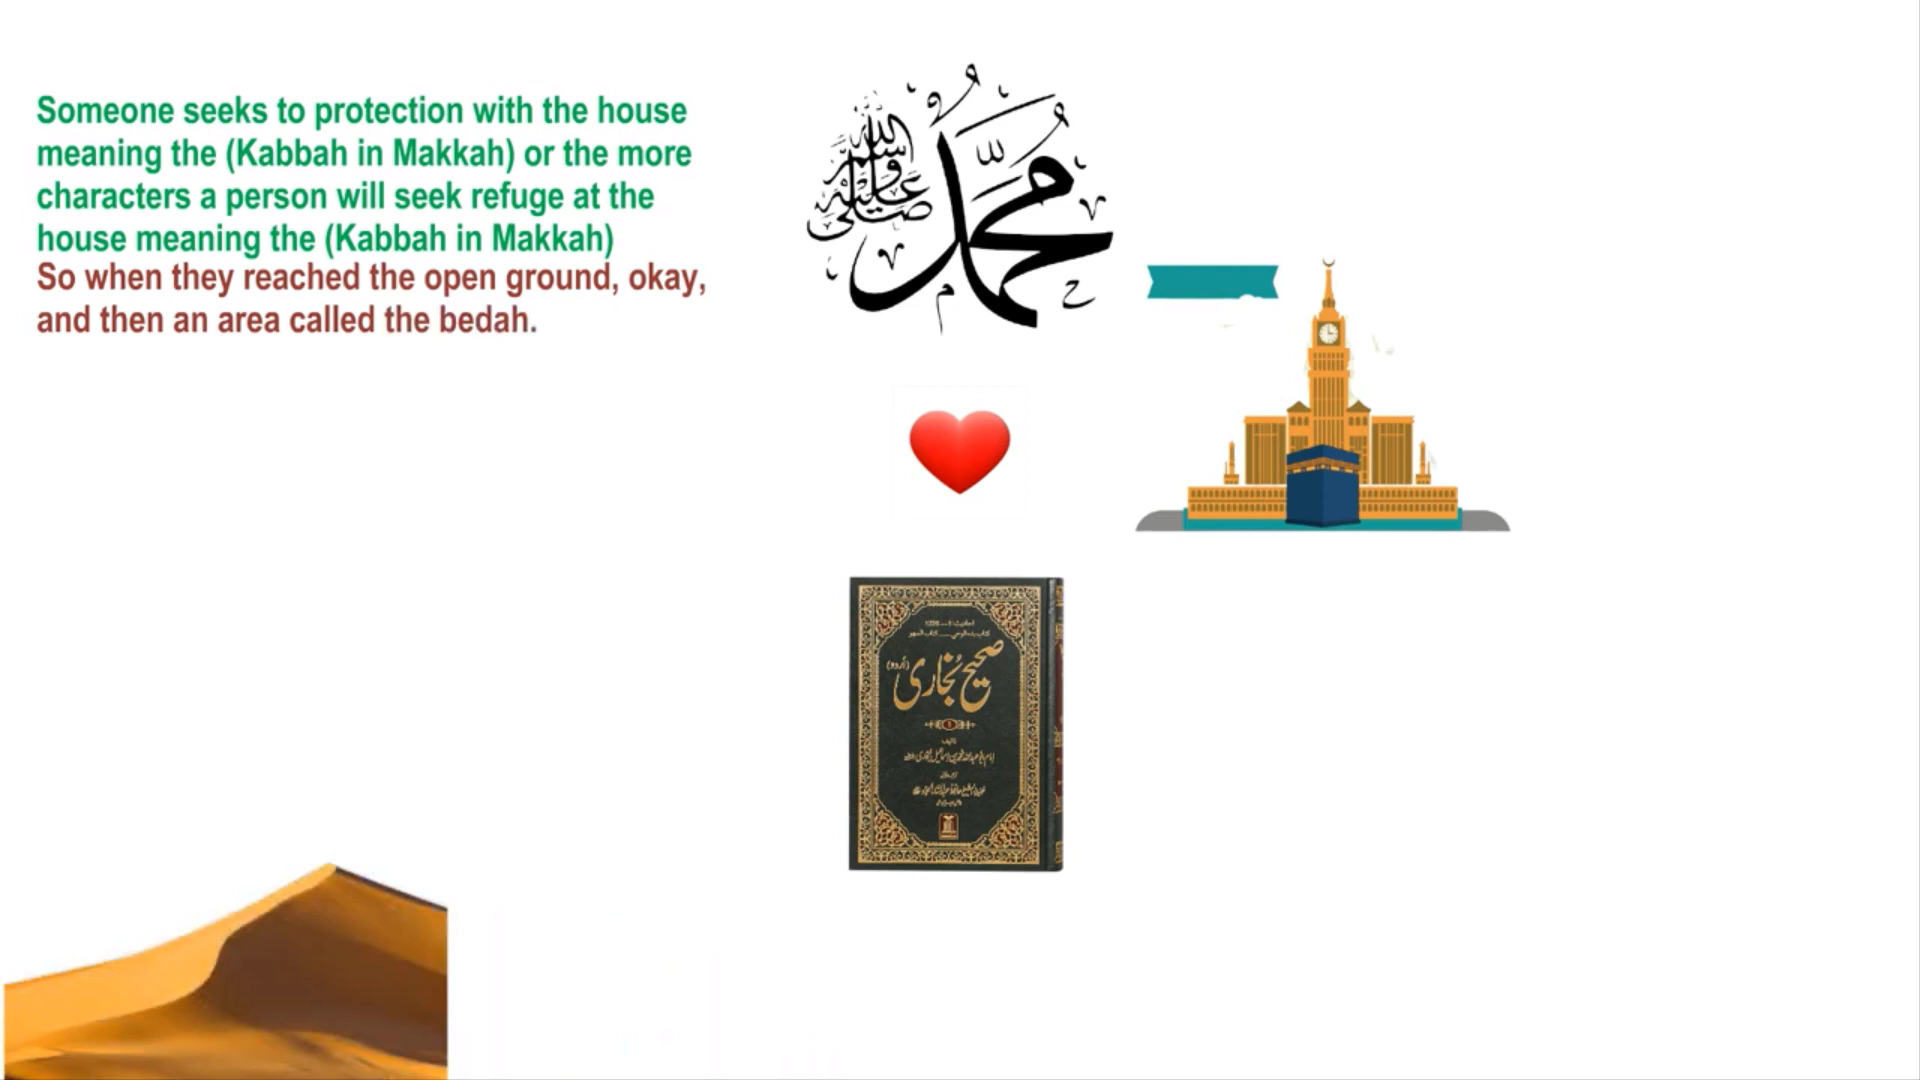 Someone seeks to protection with the house
meaning the (Kabbah in Makkah) or the more
characters a person will seek refuge at the
house meaning the (Kabbah in Makkah)
So when they reached the open ground, okay,
and then an area called the bedah.
محمد
صلى الله عليه وسلم
صحیح بخاری (اُردو)